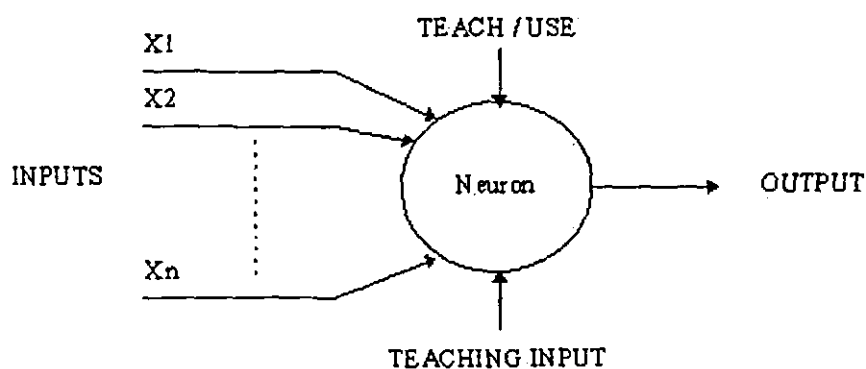 X1
TEACH / USE
X2
INPUTS
Neuron
OUTPUT
Xn
TEACHING INPUT